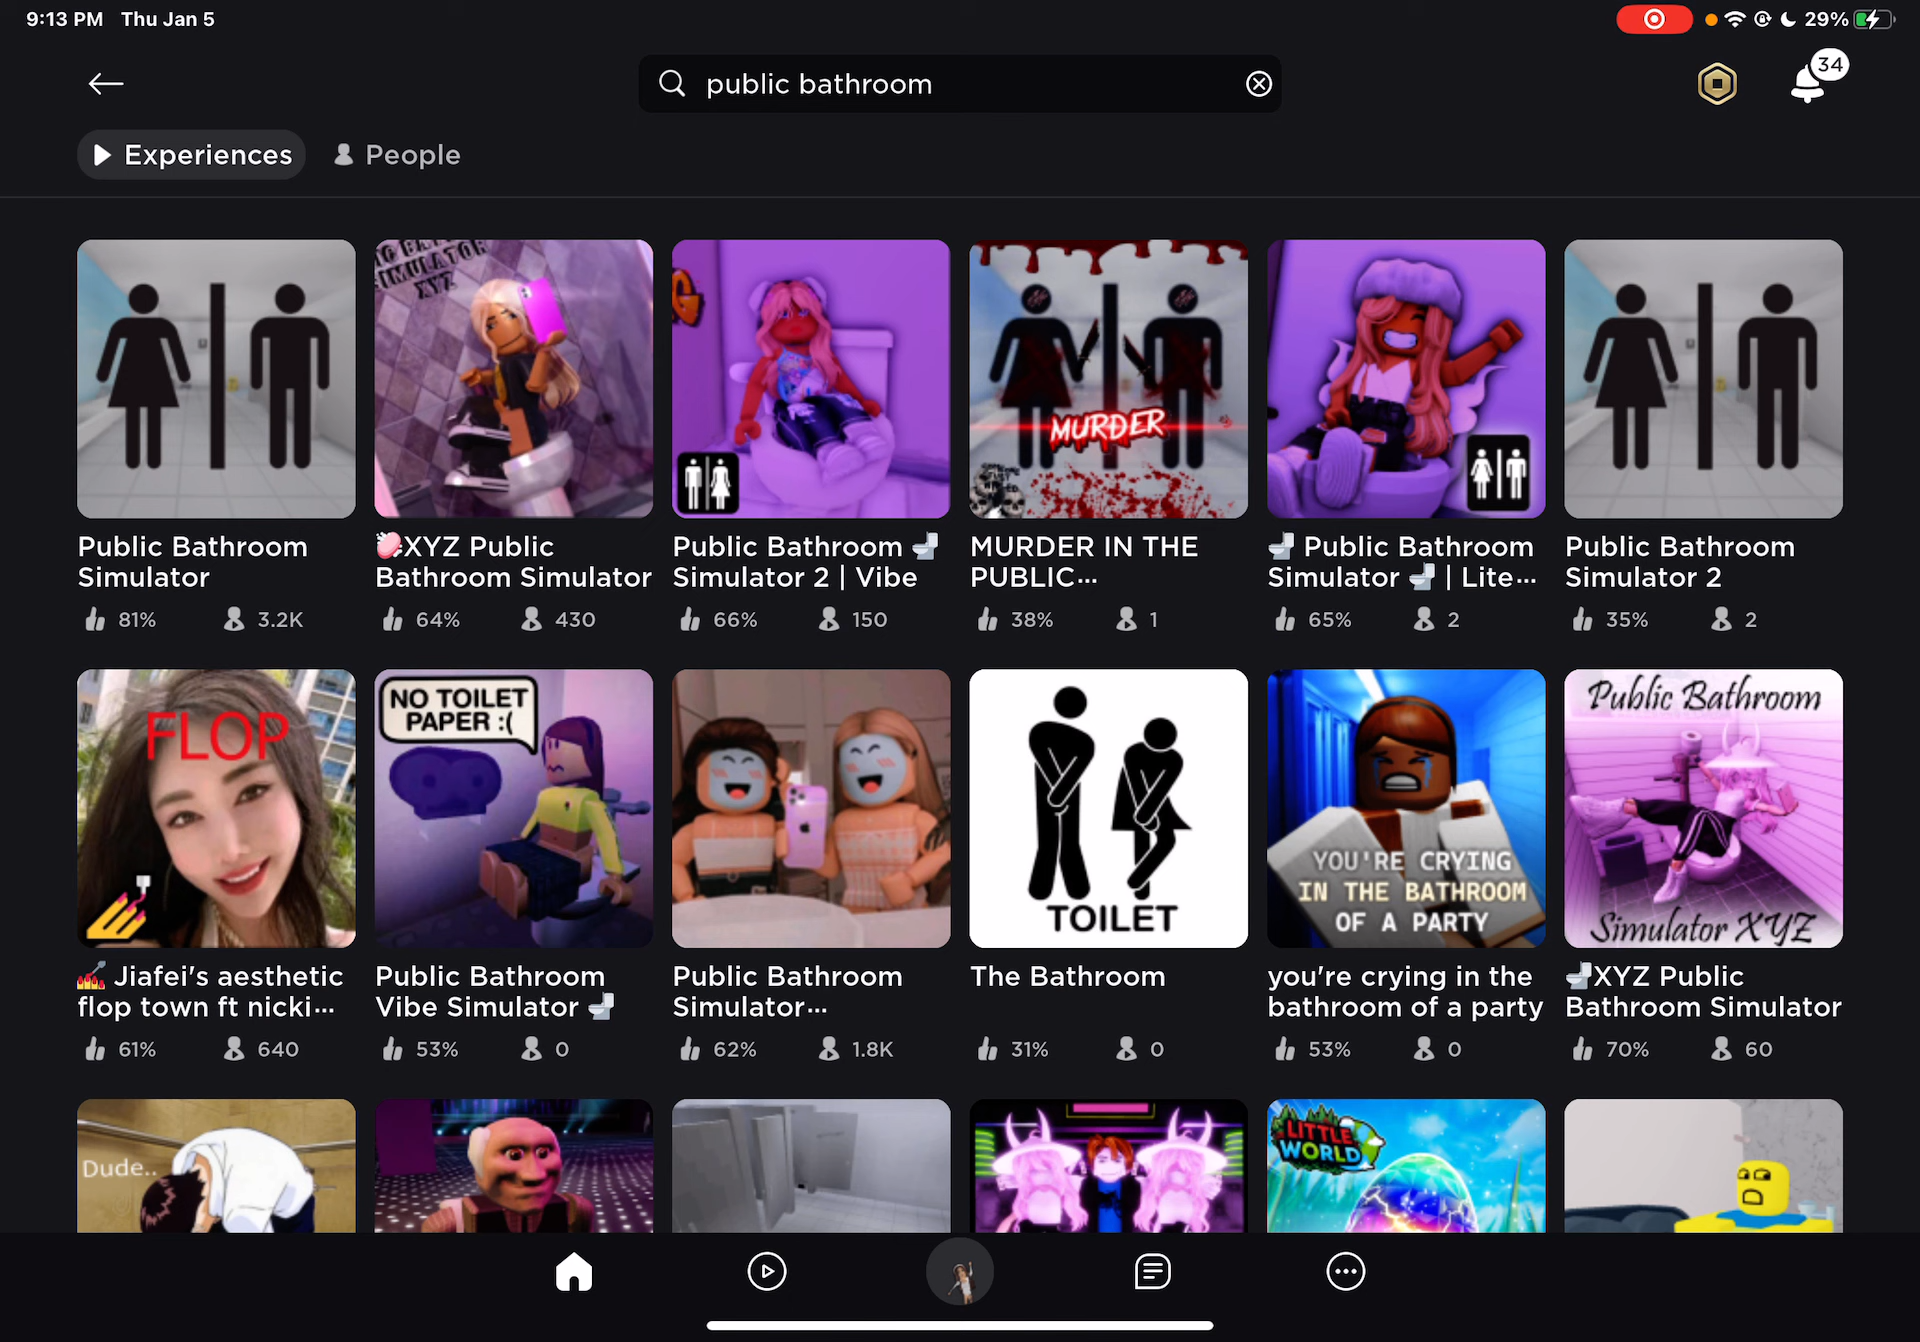 9:13 PM Thu Jan 5
29%
public bathroom
34
Experiences People
SIMULATOR
XYZ
MURDER
Public Bathroom
Simulator
81% 3.2K
XYZ Public
Bathroom Simulator
64% 430
Public Bathroom
Simulator 2 | Vibe
66% 150
MURDER IN THE
PUBLIC...
38% 1
Public Bathroom
Simulator | Lite...
65% 2
Public Bathroom
Simulator 2
35% 2
FLOP
NO TOILET
PAPER :(
TOILET
YOU'RE CRYING
IN THE BATHROOM
OF A PARTY
Public Bathroom
Simulator XYZ
Jiafei's aesthetic
flop town ft nicki...
61% 640
Public Bathroom
Vibe Simulator
53% 0
Public Bathroom
Simulator...
62% 1.8K
The Bathroom
31% 0
you're crying in the
bathroom of a party
53% 0
XYZ Public
Bathroom Simulator
70% 60
Dude..
LITTLE
WORLD